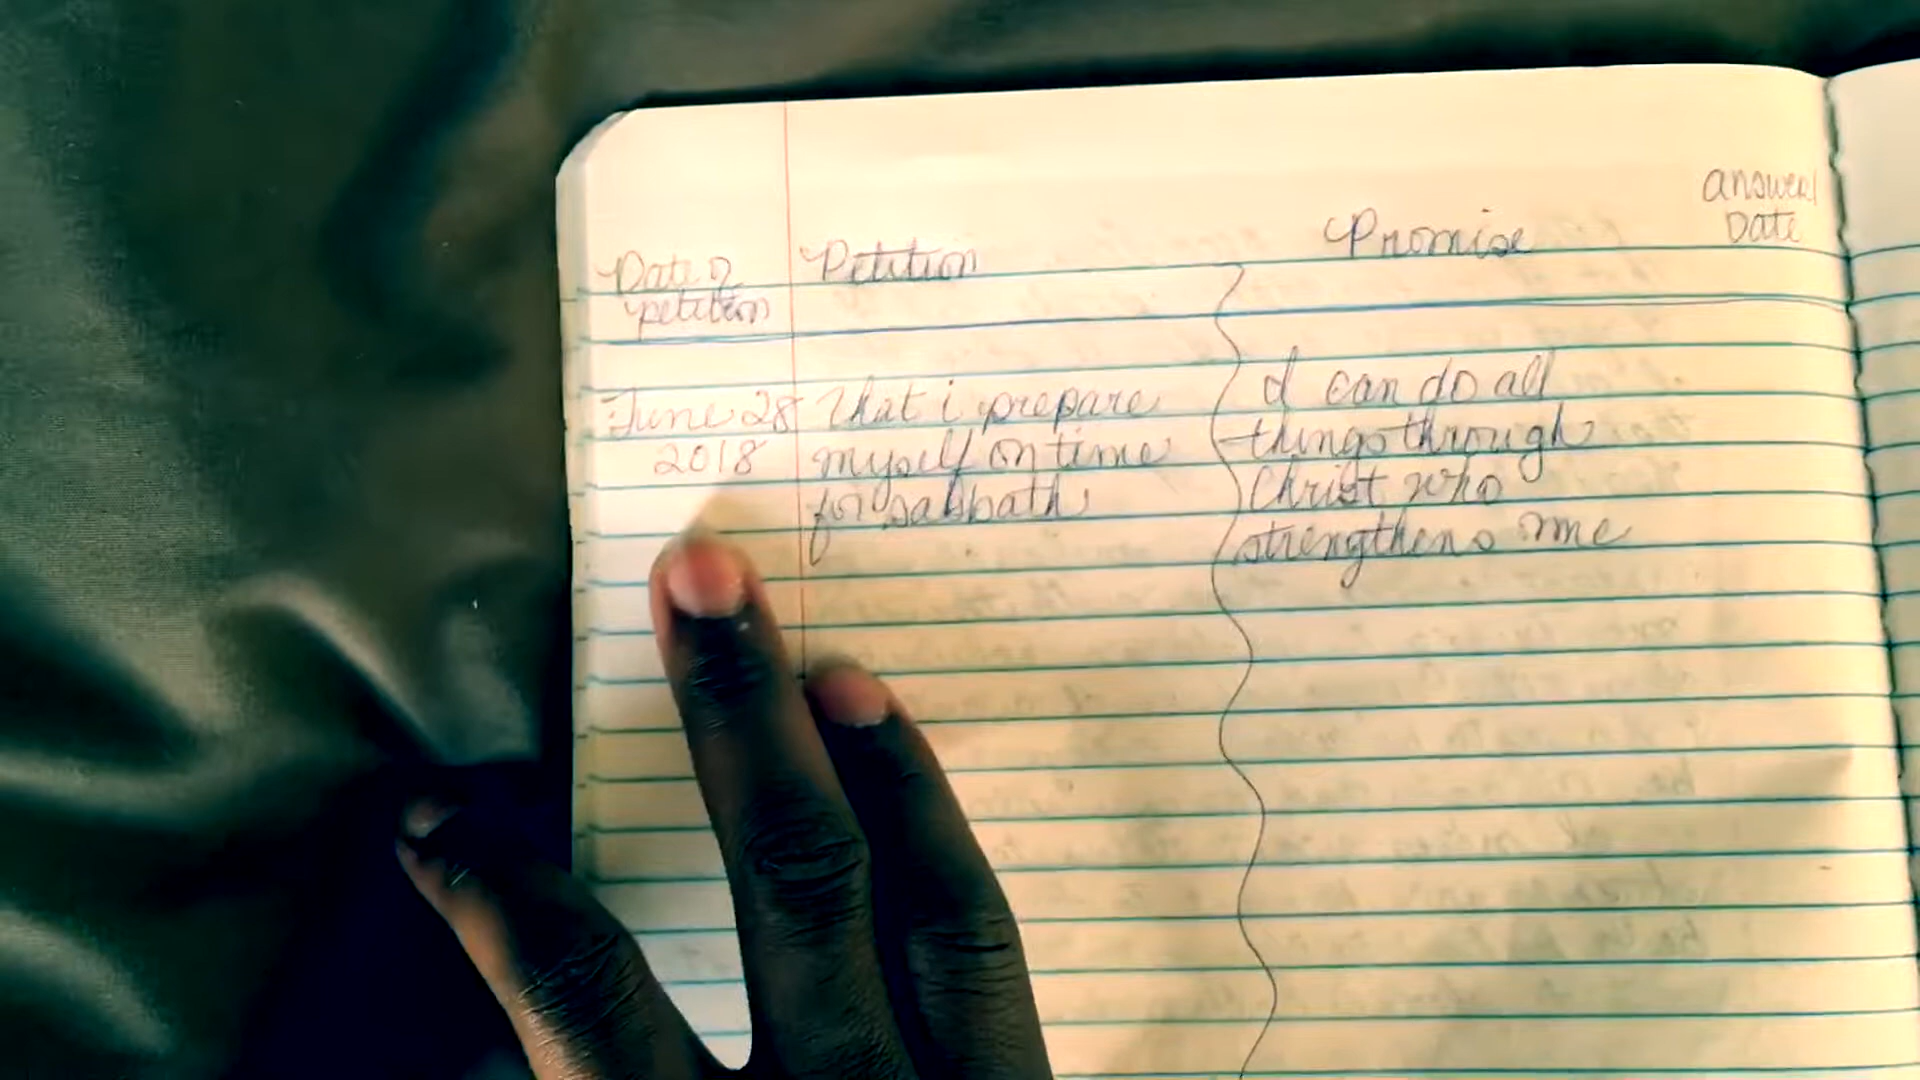 Date of
petition
Petition
Promise
answer/
Date
June 28
2018
That i prepare
myself on time
for sabbath
I can do all
things through
Christ who
strengthens me